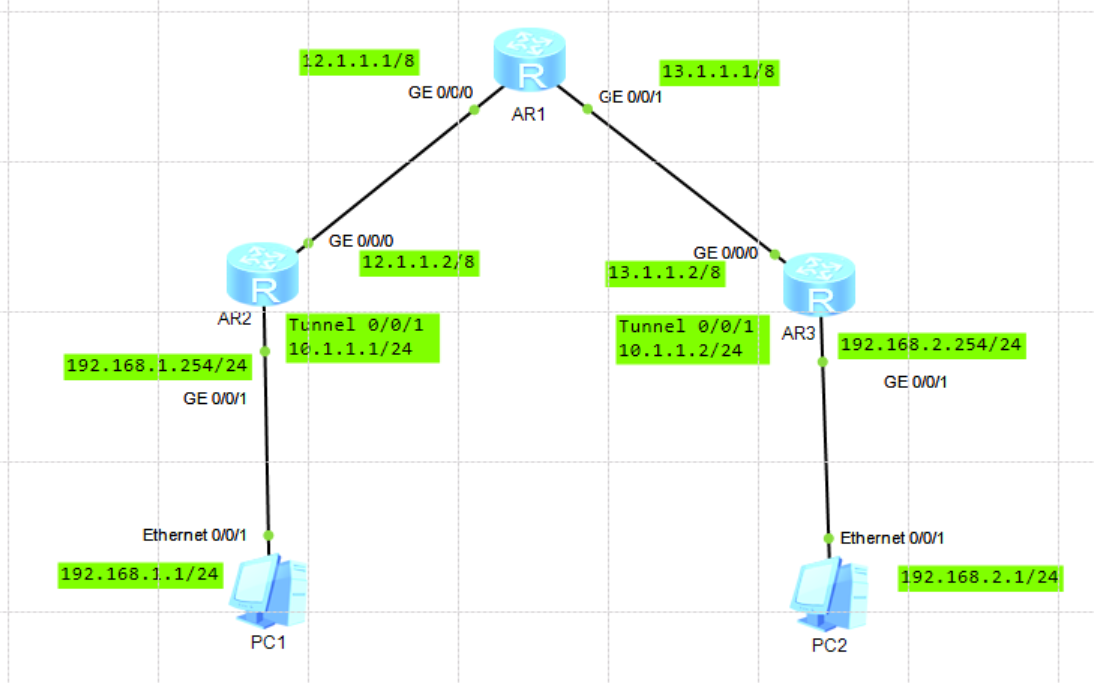 12.1.1.1/8
13.1.1.1/8
GE 0/0/0
GE 0/0/1
R
AR1
GE 0/0/0
12.1.1.2/8
GE 0/0/0
13.1.1.2/8
R
R
AR2
Tunnel 0/0/1
10.1.1.1/24
Tunnel 0/0/1
10.1.1.2/24
AR3
192.168.2.254/24
192.168.1.254/24
GE 0/0/1
GE 0/0/1
Ethernet 0/0/1
Ethernet 0/0/1
192.168.1.1/24
192.168.2.1/24
PC1
PC2